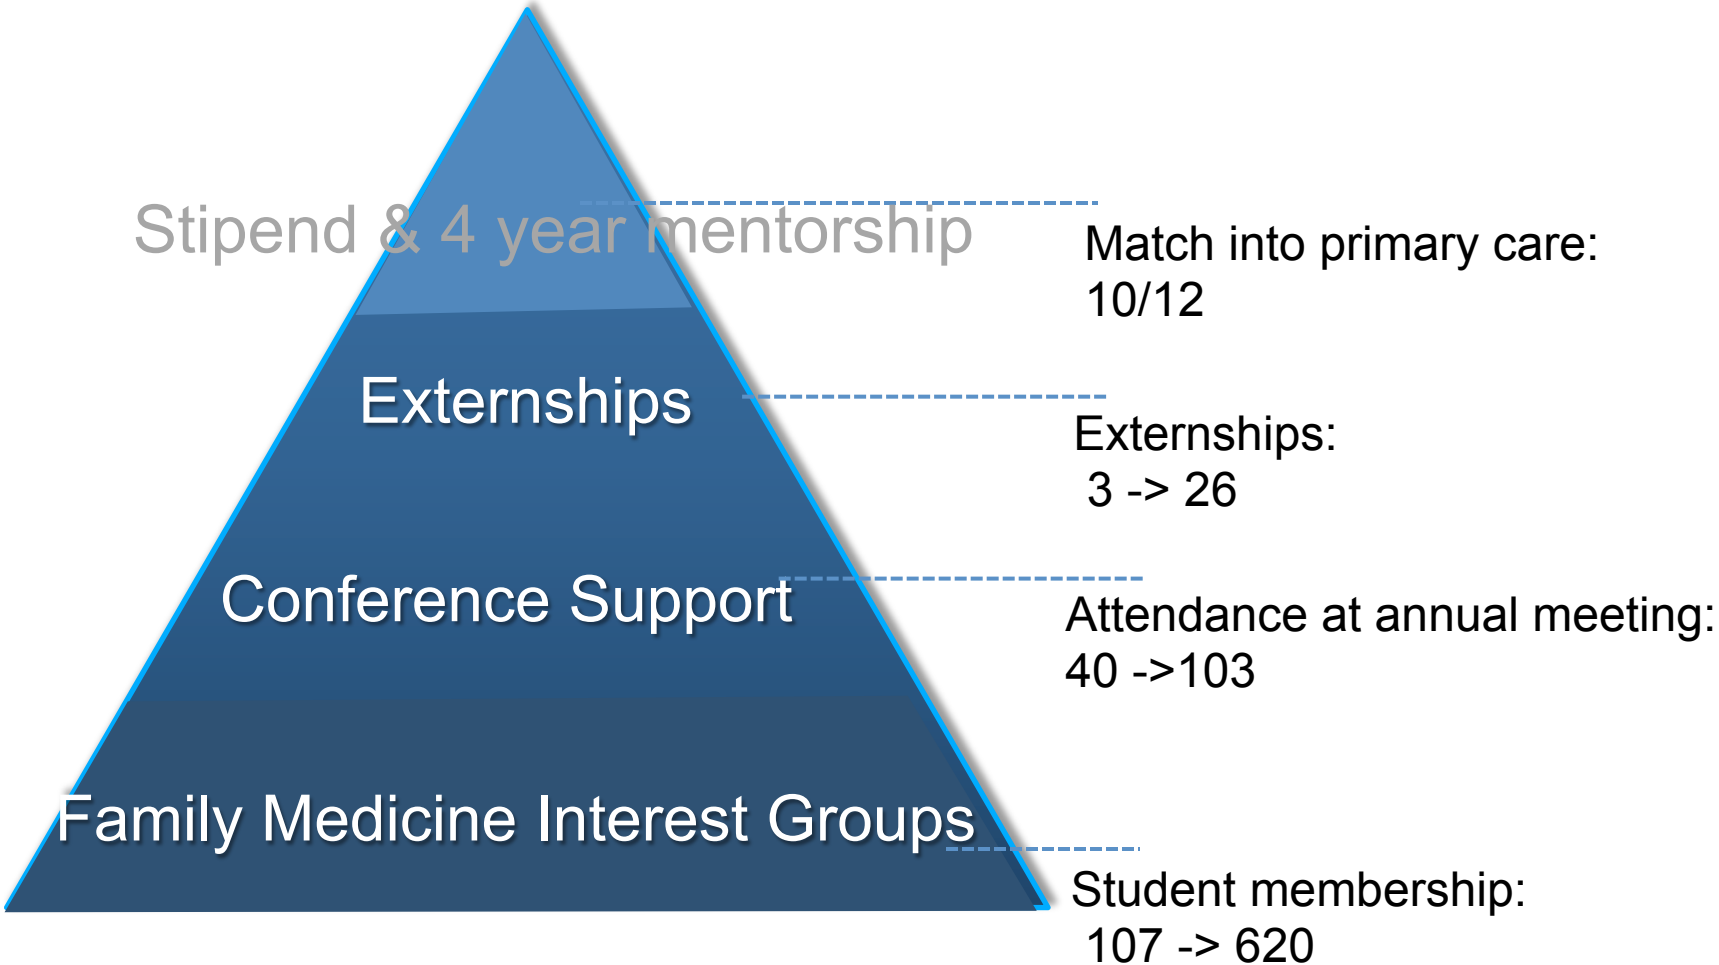 Stipend & 4 year mentorship
Match into primary care:
10/12
Externships
Externships:
3 -> 26
Conference Support
Attendance at annual meeting:
40 ->103
Family Medicine Interest Groups
Student membership:
107 -> 620